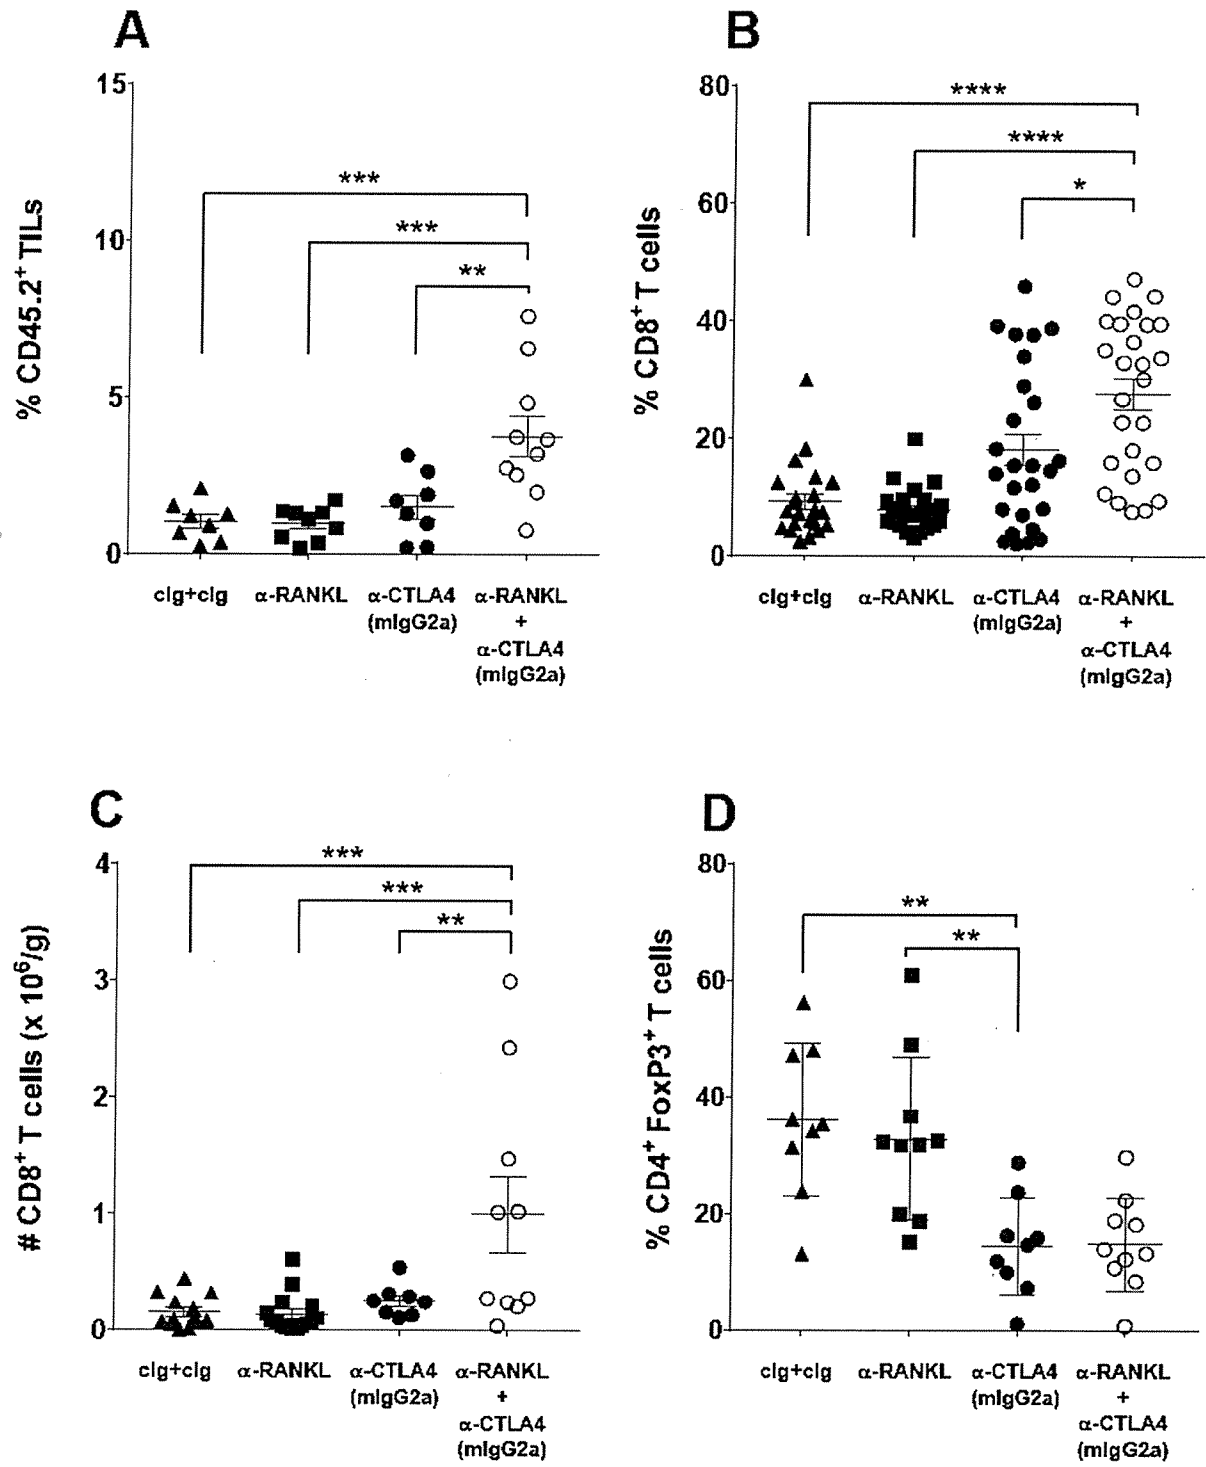 A
15
10
5
0
% CD45.2+ TILs
***
***
**
cIg+cIg
α-RANKL
α-CTLA4
(mIgG2a)
α-RANKL
+
α-CTLA4
(mIgG2a)
B
80
60
40
20
0
% CD8+ T cells
****
****
*
cIg+cIg
α-RANKL
α-CTLA4
(mIgG2a)
α-RANKL
+
α-CTLA4
(mIgG2a)
C
4
3
2
1
0
# CD8+ T cells (x 10^6/g)
***
***
**
cIg+cIg
α-RANKL
α-CTLA4
(mIgG2a)
α-RANKL
+
α-CTLA4
(mIgG2a)
D
80
60
40
20
0
% CD4+ FoxP3+ T cells
**
**
cIg+cIg
α-RANKL
α-CTLA4
(mIgG2a)
α-RANKL
+
α-CTLA4
(mIgG2a)